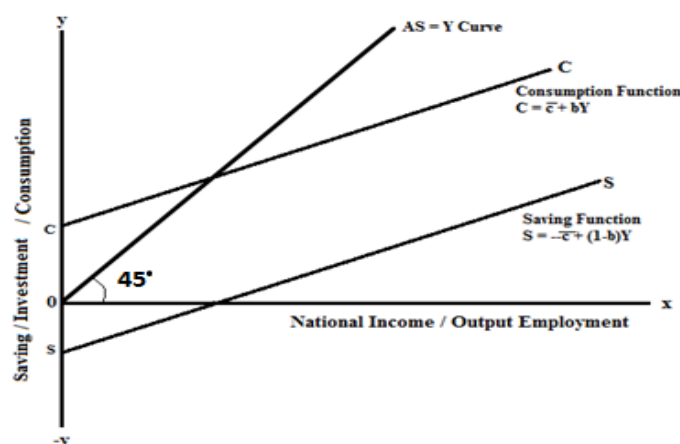 y
AS = Y Curve
C
Consumption Function
C = c̅ + bY
S
Saving Function
S = –c̅ + (1-b)Y
C
45°
0
x
National Income / Output Employment
S
-x
Saving / Investment / Consumption